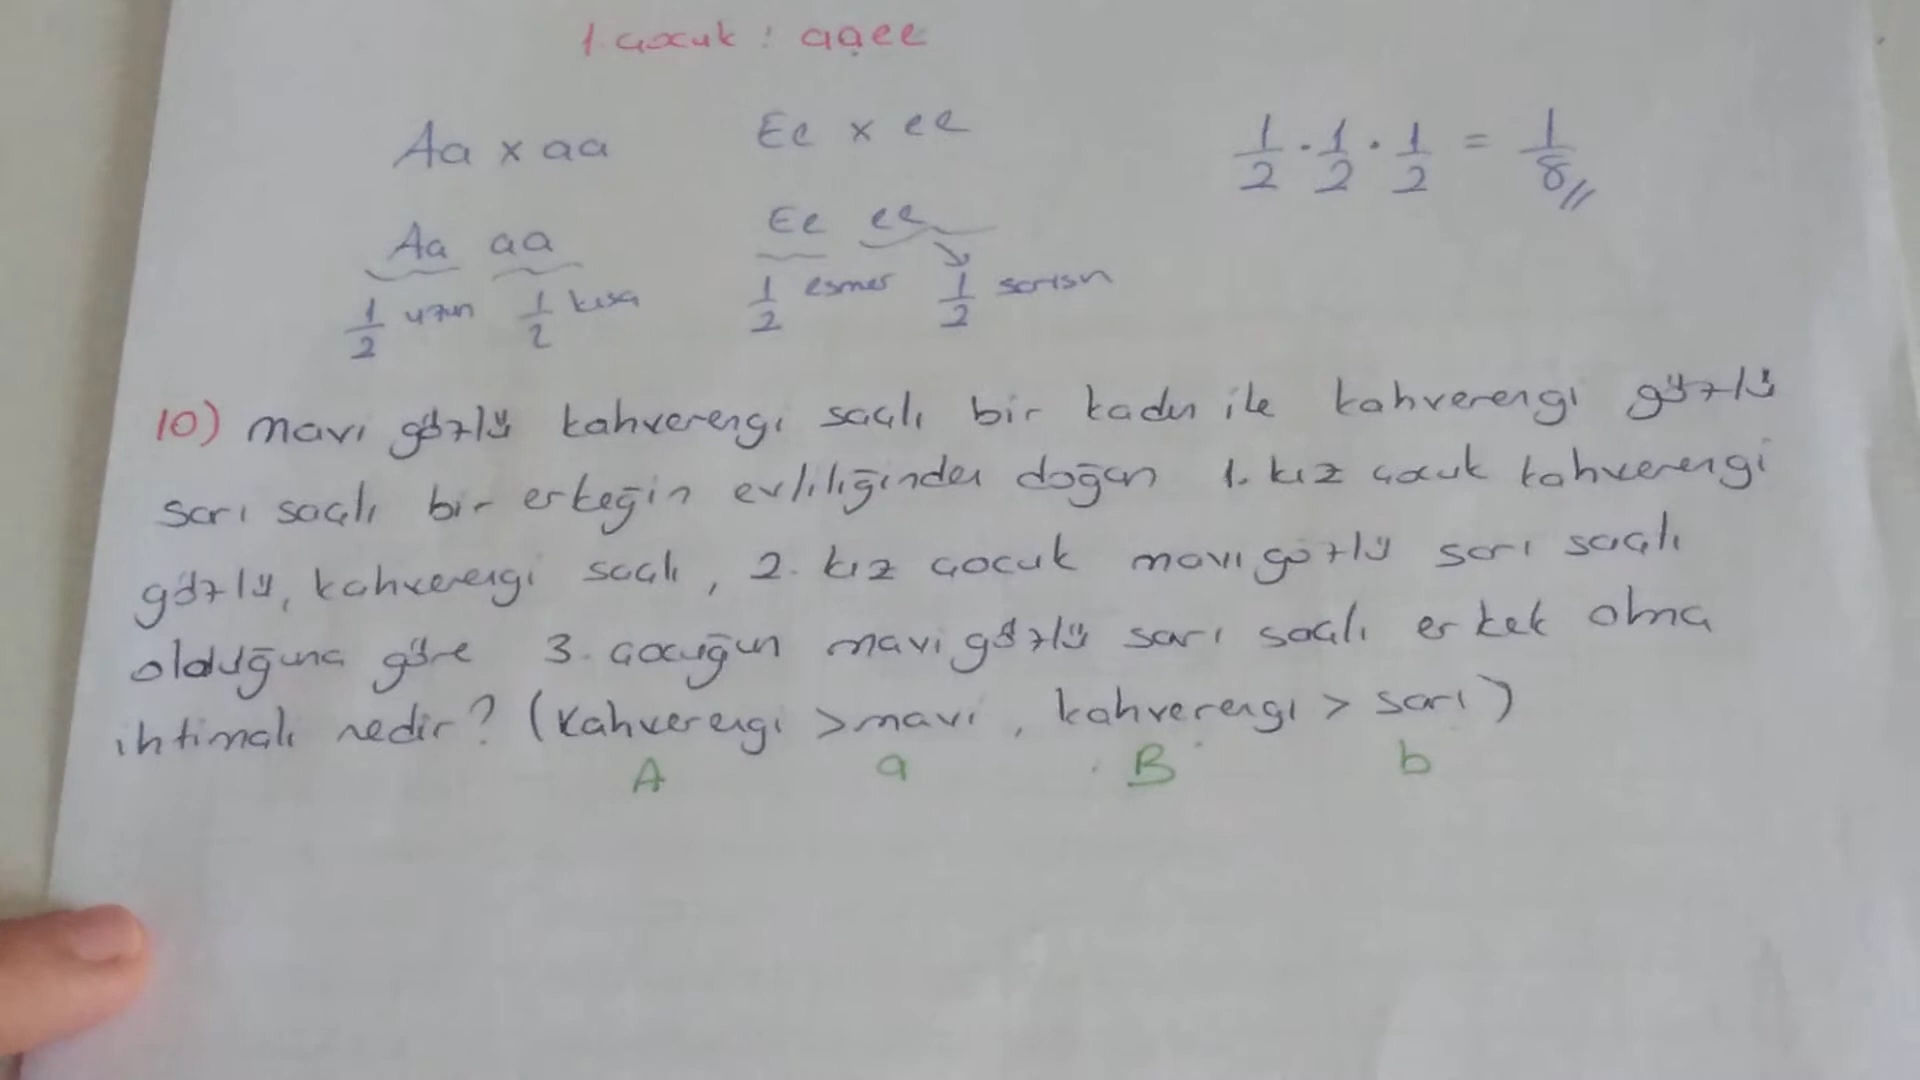 1. çocuk : aaee
Aa x aa Ee x ee 1/2 . 1/2 . 1/2 = 1/8 //
Aa aa Ee ee
1/2 uzun 1/2 kısa 1/2 esmer 1/2 sarısın
10) mavi gözlü kahverengi saçlı bir kadın ile kahverengi gözlü
sarı saçlı bir erkeğin evliliğinden doğan 1. kız çocuk kahverengi
gözlü, kahverengi saçlı, 2. kız çocuk mavi gözlü sarı saçlı
olduğuna göre 3. çocuğun mavi gözlü sarı saçlı erkek olma
ihtimali nedir? (Kahverengi > mavi, kahverengi > sarı)
A a B b